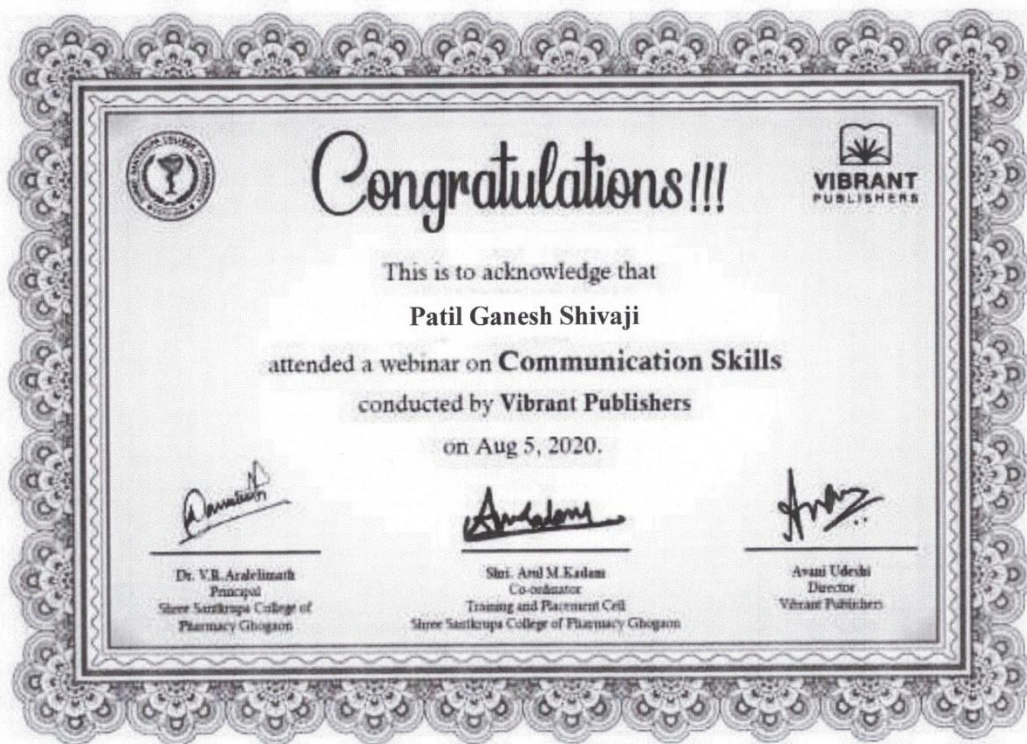 Congratulations!!!
VIBRANT
PUBLISHERS
This is to acknowledge that
Patil Ganesh Shivaji
attended a webinar on Communication Skills
conducted by Vibrant Publishers
on Aug 5, 2020.
Dr. V.R.Aralelimath
Principal
Shree Santkrupa College of
Pharmacy Ghogaon
Shri. Amol M.Kadam
Co-ordinator
Training and Placement Cell
Shree Santkrupa College of Pharmacy Ghogaon
Avani Udeshi
Director
Vibrant Publishers